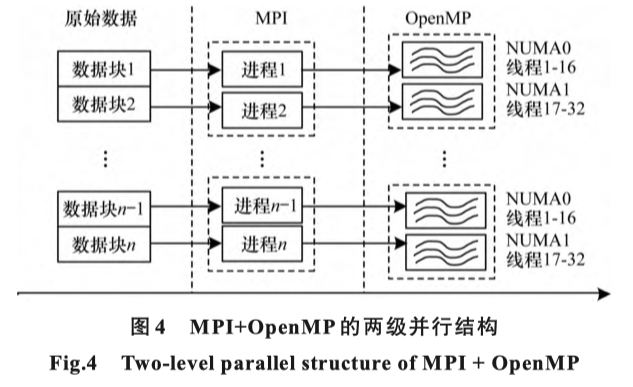 原始数据
MPI
OpenMP
数据块1
进程1
NUMA0
线程1-16
数据块2
进程2
NUMA1
线程17-32
⋮
⋮
⋮
数据块n-1
进程n-1
NUMA0
线程1-16
数据块n
进程n
NUMA1
线程17-32
图4 MPI+OpenMP的两级并行结构
Fig.4 Two-level parallel structure of MPI + OpenMP